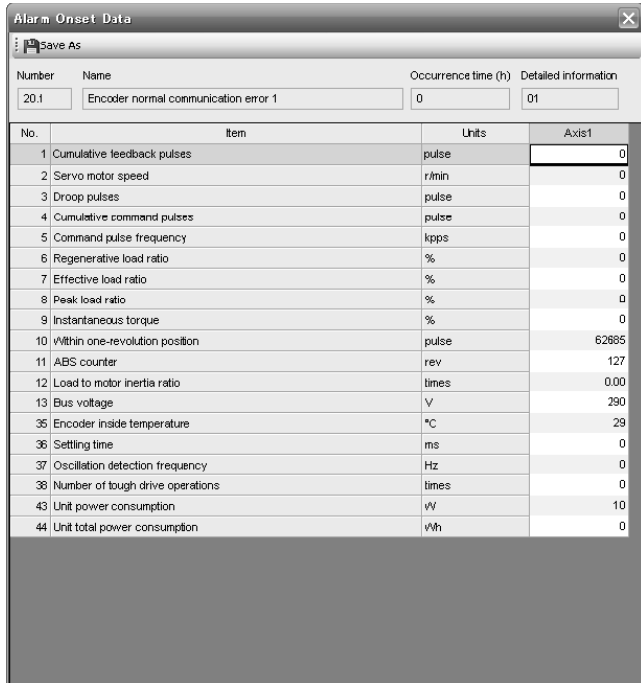 Alarm Onset Data
Save As
Number Name Occurrence time (h) Detailed information
20.1 Encoder normal communication error 1 0 01
No. Item Units Axis1
1 Cumulative feedback pulses pulse 0
2 Servo motor speed r/min 0
3 Droop pulses pulse 0
4 Cumulative command pulses pulse 0
5 Command pulse frequency kpps 0
6 Regenerative load ratio % 0
7 Effective load ratio % 0
8 Peak load ratio % 0
9 Instantaneous torque % 0
10 Within one-revolution position pulse 62685
11 ABS counter rev 127
12 Load to motor inertia ratio times 0.00
13 Bus voltage V 290
35 Encoder inside temperature °C 29
36 Settling time ms 0
37 Oscillation detection frequency Hz 0
38 Number of tough drive operations times 0
43 Unit power consumption W 10
44 Unit total power consumption Wh 0